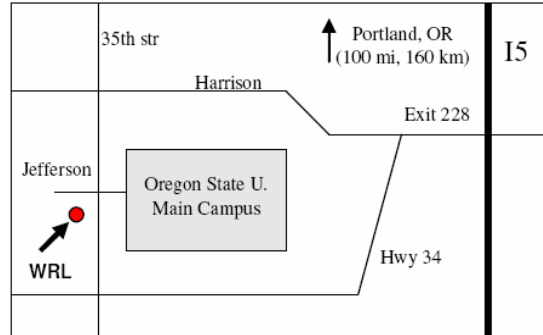 35th str
Portland, OR
(100 mi, 160 km)
I5
Harrison
Exit 228
Jefferson
Oregon State U.
Main Campus
WRL
Hwy 34